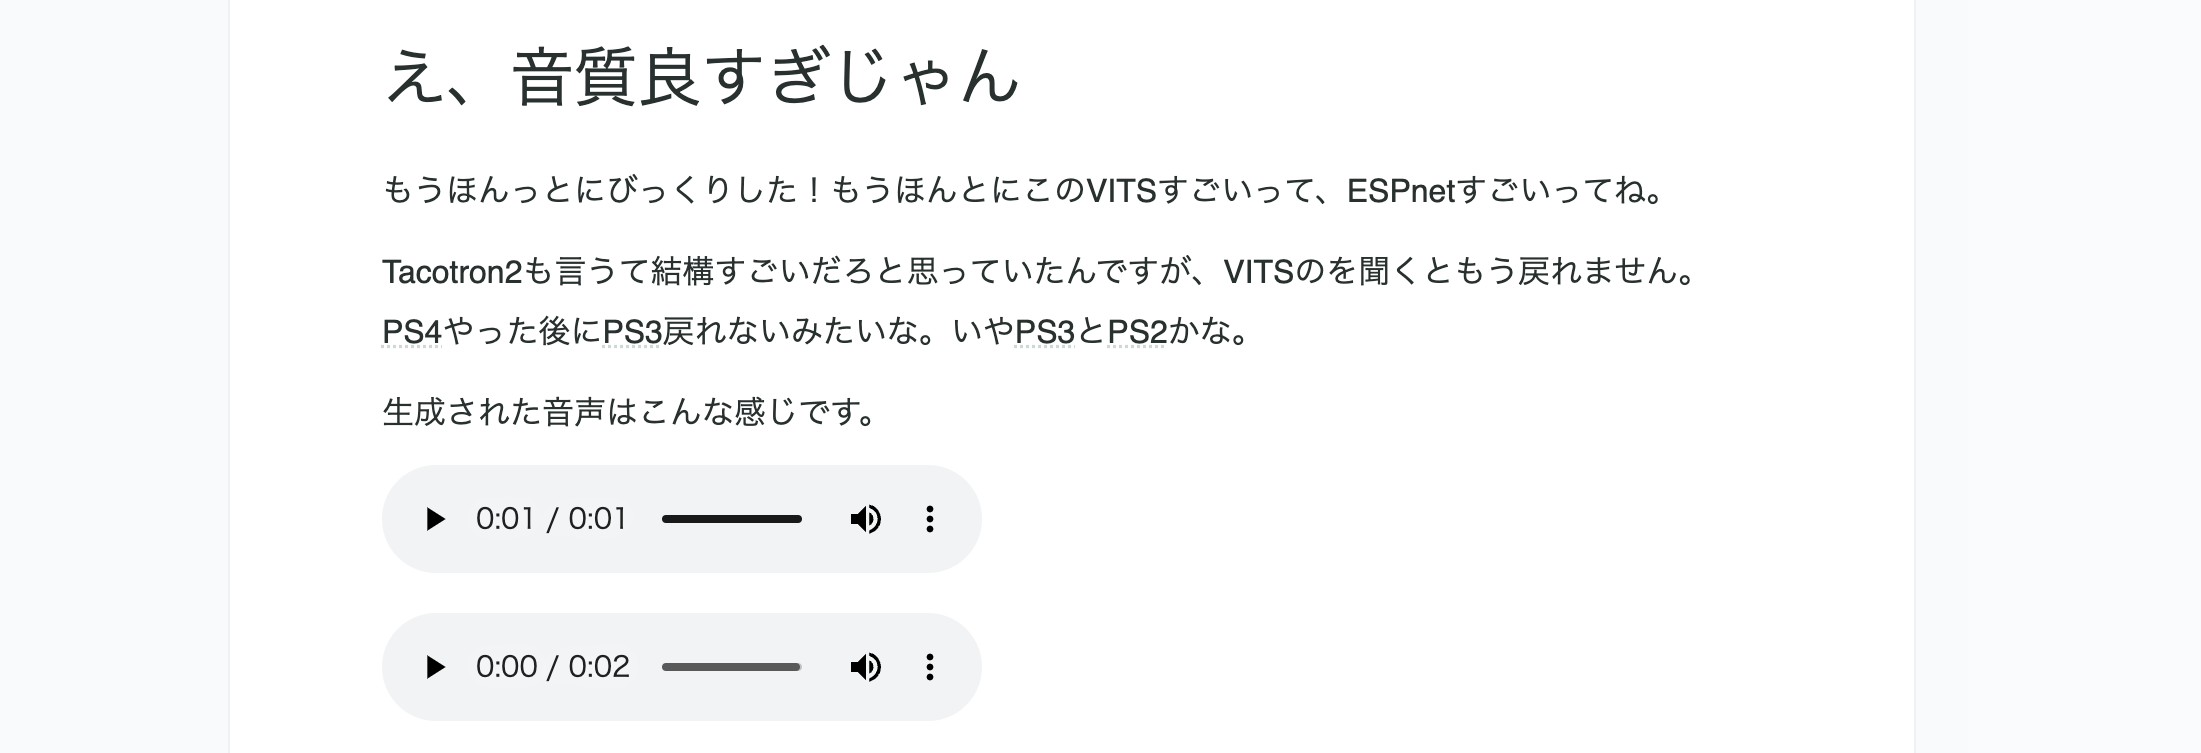 え、音質良すぎじゃん
もうほんっとにびっくりした！もうほんとにこのVITSすごいって、ESPnetすごいってね。
Tacotron2も言うて結構すごいだろと思っていたんですが、VITSのを聞くともう戻れません。
PS4やった後にPS3戻れないみたいな。いやPS3とPS2かな。
生成された音声はこんな感じです。
0:01 / 0:01
0:00 / 0:02